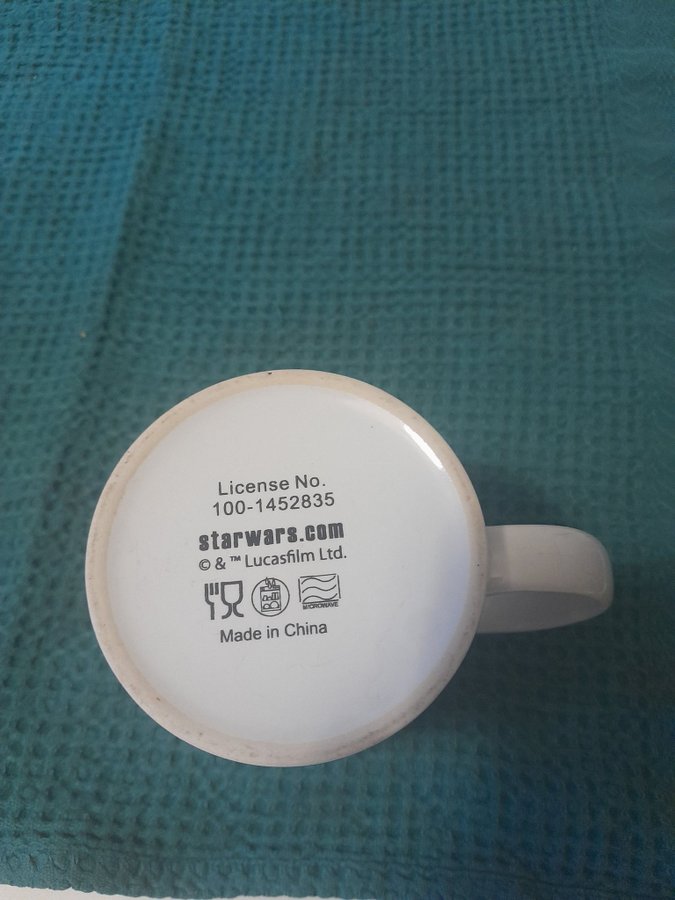 License No.
100-1452835
starwars.com
© & ™ Lucasfilm Ltd.
MICROWAVE
Made in China